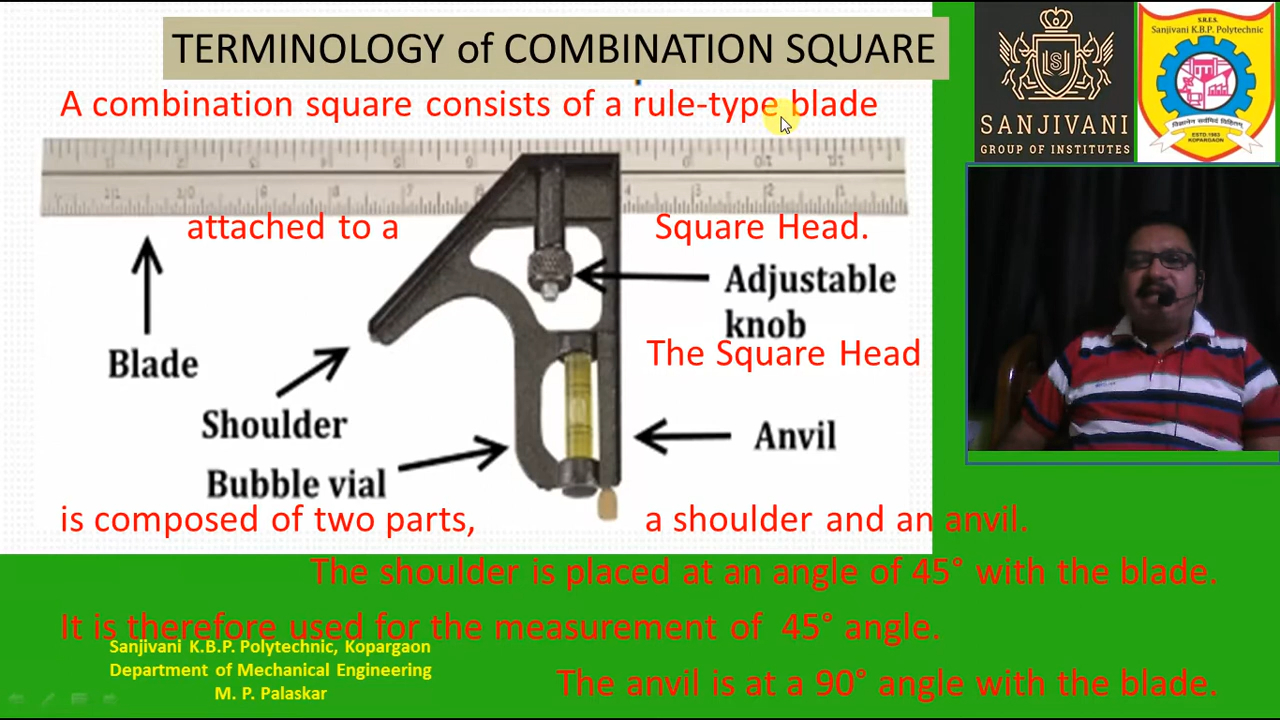 TERMINOLOGY of COMBINATION SQUARE
A combination square consists of a rule-type blade
attached to a
Square Head.
Adjustable
knob
The Square Head
Blade
Shoulder
Anvil
Bubble vial
is composed of two parts,
a shoulder and an anvil.
The shoulder is placed at an angle of 45° with the blade.
It is therefore used for the measurement of 45° angle.
Sanjivani K.B.P. Polytechnic, Kopargaon
Department of Mechanical Engineering
M. P. Palaskar
The anvil is at a 90° angle with the blade.
SANJIVANI
GROUP OF INSTITUTES
S.R.E.S.
Sanjivani K.B.P. Polytechnic
ESTD.1983
KOPARGAON